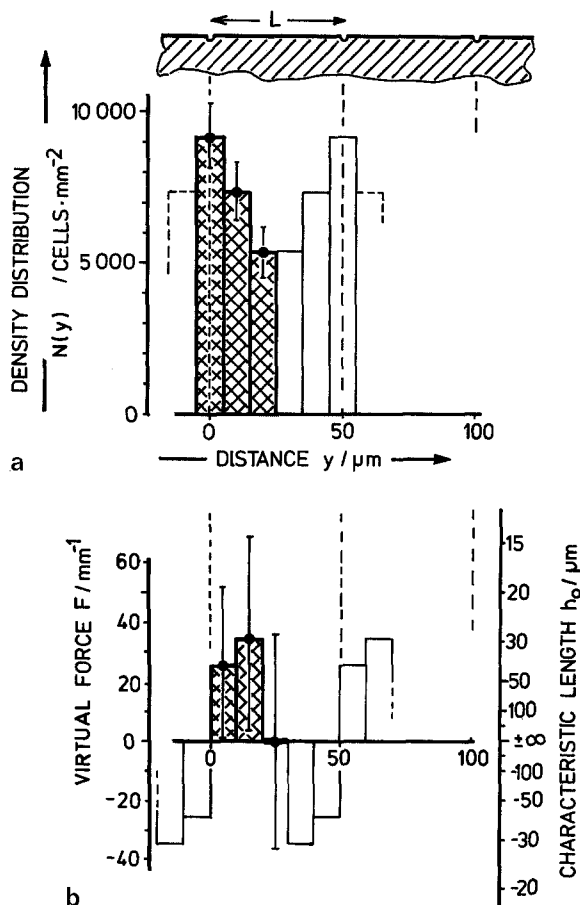 L
DENSITY DISTRIBUTION
N(y) / CELLS·mm⁻²
10 000
5 000
0
0 50 100
DISTANCE y / µm
a
VIRTUAL FORCE F / mm⁻¹
60
40
20
0
-20
-40
0 50 100
CHARACTERISTIC LENGTH h₀ / µm
15
20
30
50
100
±∞
-100
-50
-30
-20
b